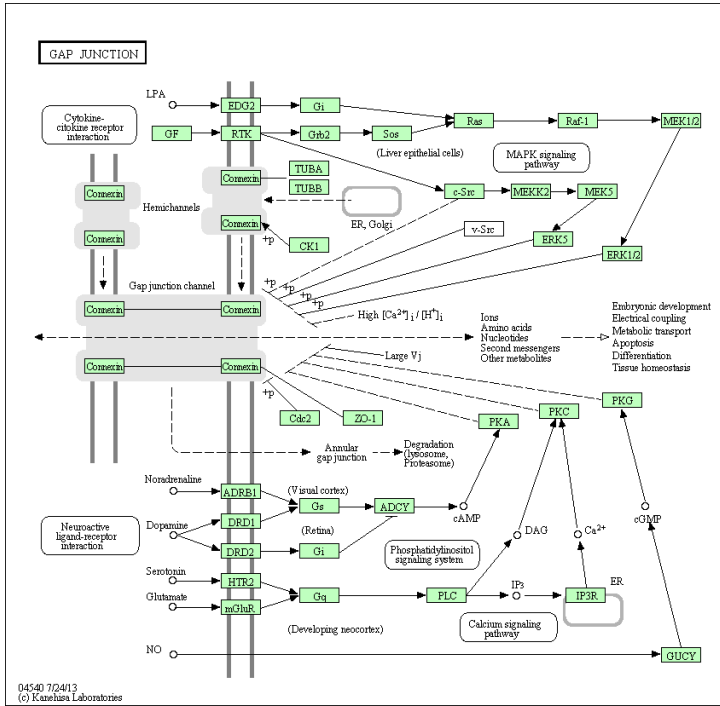 GAP JUNCTION
LPA
EDG2
Gi
Cytokine-
citokine receptor
interaction
GF
RTK
Grb2
Sos
Ras
Raf-1
MEK1/2
(Liver epithelial cells)
MAPK signaling
pathway
Connexin
TUBA
TUBB
Connexin
Hemichannels
c-Src
MEKK2
MEK5
Connexin
Connexin
ER, Golgi
v-Src
ERK5
+p
CK1
ERK1/2
Gap junction channel
+p
+p
+p
+p
Connexin
Connexin
High [Ca2+]i / [H+]i
Ions
Amino acids
Nucleotides
Second messengers
Other metabolites
Embryonic development
Electrical coupling
Metabolic transport
Apoptosis
Differentiation
Tissue homeostasis
Connexin
Connexin
Large Vj
+p
Cdc2
ZO-1
PKA
PKC
PKG
Annular
gap junction
Degradation
(lysosome,
Proteasome)
Noradrenaline
ADRB1
(Visual cortex)
Gs
ADCY
cAMP
Neuroactive
ligand-receptor
interaction
Dopamine
DRD1
(Retina)
DRD2
Gi
DAG
Ca2+
cGMP
Phosphatidylinositol
signaling system
Serotonin
HTR2
Glutamate
mGluR
Gq
PLC
IP3
IP3R
ER
(Developing neocortex)
Calcium signaling
pathway
NO
GUCY
04540 7/24/13
(c) Kanehisa Laboratories